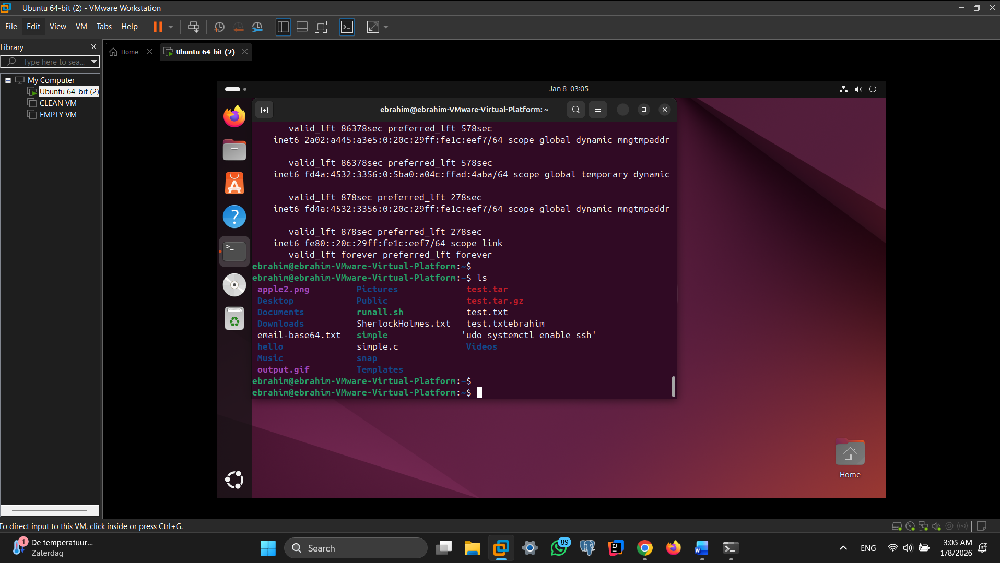 Ubuntu 64-bit (2) - VMware Workstation
File Edit View VM Tabs Help
Library
Type here to sea...
My Computer
Ubuntu 64-bit (2)
CLEAN VM
EMPTY VM
Home
Ubuntu 64-bit (2)
Jan 8 03:05
ebrahim@ebrahim-VMware-Virtual-Platform: ~
valid_lft 86378sec preferred_lft 578sec
inet6 2a02:a445:a3e5:0:20c:29ff:fe1c:eef7/64 scope global dynamic mngtmpaddr
valid_lft 86378sec preferred_lft 578sec
inet6 fd4a:4532:3356:0:5ba0:a04c:ffad:4aba/64 scope global temporary dynamic
valid_lft 878sec preferred_lft 278sec
inet6 fd4a:4532:3356:0:20c:29ff:fe1c:eef7/64 scope global dynamic mngtmpaddr
valid_lft 878sec preferred_lft 278sec
inet6 fe80::20c:29ff:fe1c:eef7/64 scope link
valid_lft forever preferred_lft forever
ebrahim@ebrahim-VMware-Virtual-Platform:~$
ebrahim@ebrahim-VMware-Virtual-Platform:~$ ls
apple2.png Pictures test.tar
Desktop Public test.tar.gz
Documents runall.sh test.txt
Downloads SherlockHolmes.txt test.txtebrahim
email-base64.txt simple 'udo systemctl enable ssh'
hello simple.c Videos
Music snap
output.gif Templates
ebrahim@ebrahim-VMware-Virtual-Platform:~$
ebrahim@ebrahim-VMware-Virtual-Platform:~$
Home
To direct input to this VM, click inside or press Ctrl+G.
1
De temperatuur...
Zaterdag
Search
89
ENG
3:05 AM
1/8/2026